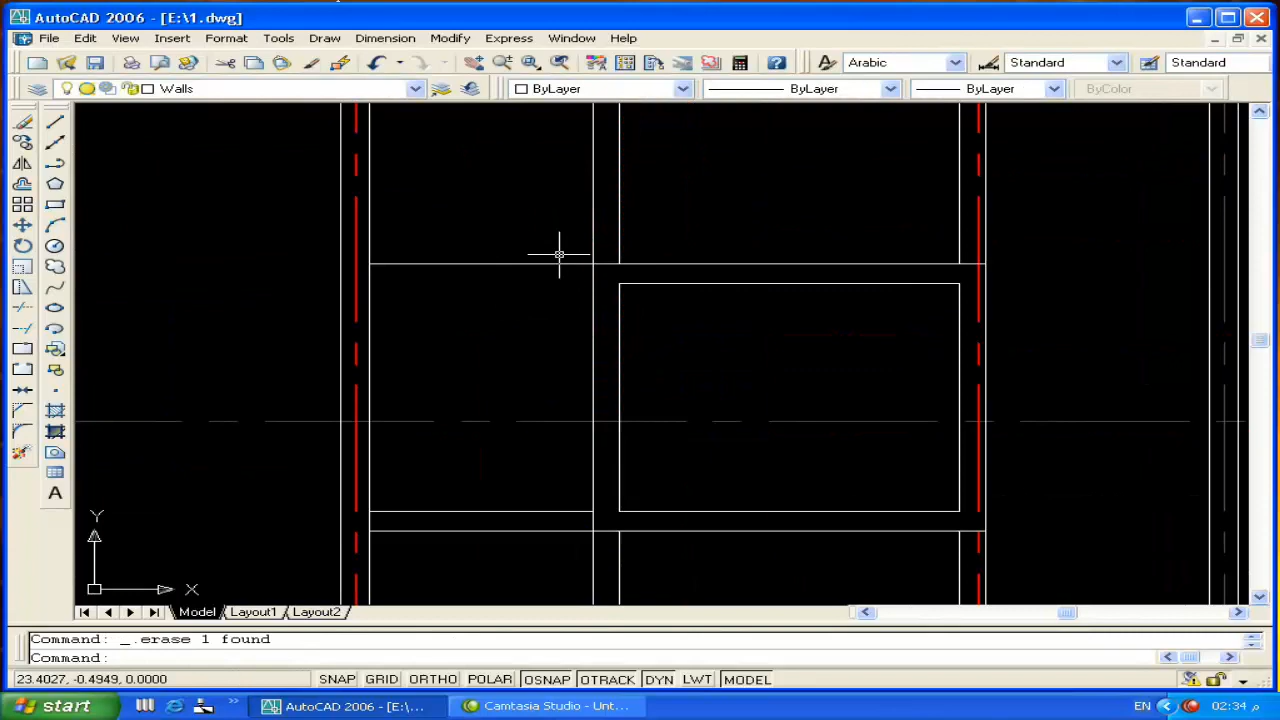 AutoCAD 2006 - [E:\1.dwg]
File Edit View Insert Format Tools Draw Dimension Modify Express Window Help
Arabic Standard Standard
Walls ByLayer ByLayer ByLayer ByColor
Y
X
Model Layout1 Layout2
Command: _.erase 1 found
Command:
23.4027, -0.4949, 0.0000 SNAP GRID ORTHO POLAR OSNAP OTRACK DYN LWT MODEL
start AutoCAD 2006 - [E:\... Camtasia Studio - Unt... EN 02:34 م